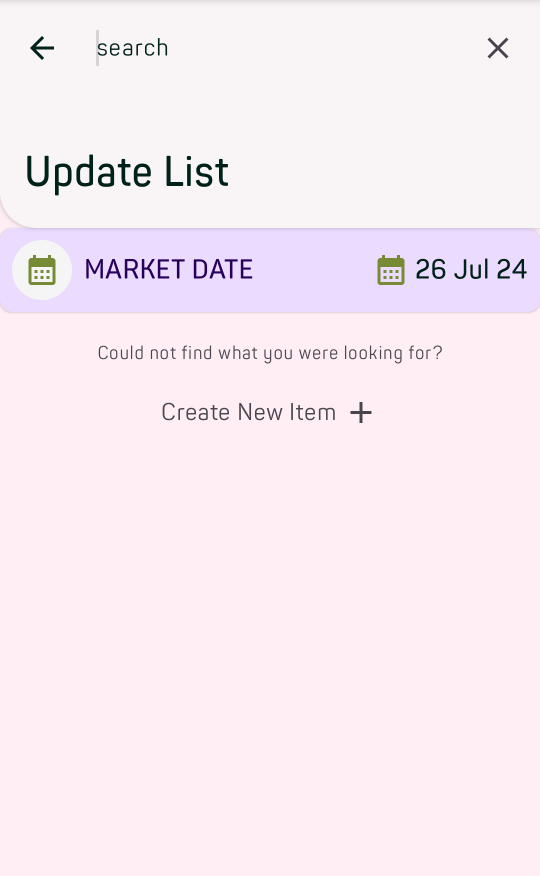 search
Update List
MARKET DATE 26 Jul 24
Could not find what you were looking for?
Create New Item